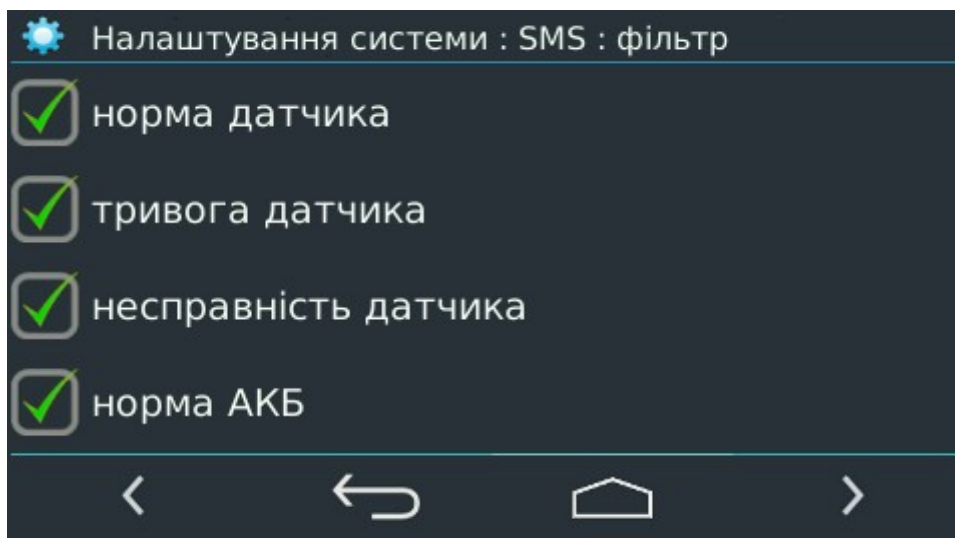 Налаштування системи : SMS : фільтр
норма датчика
тривога датчика
несправність датчика
норма АКБ